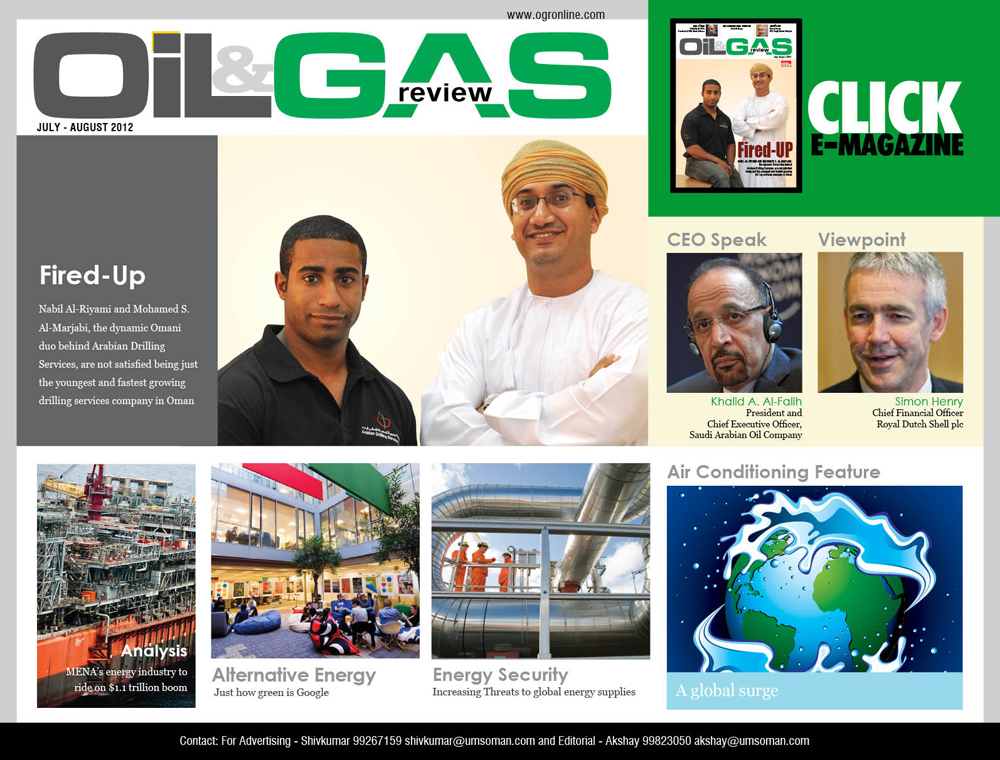 www.ogronline.com
OiL&GAS
review
JULY - AUGUST 2012
OiL&GAS
review
Fired-UP
CLICK
E-MAGAZINE
Fired-Up
Nabil Al-Riyami and Mohamed S.
Al-Marjabi, the dynamic Omani
duo behind Arabian Drilling
Services, are not satisfied being just
the youngest and fastest growing
drilling services company in Oman
CEO Speak
Khalid A. Al-Falih
President and
Chief Executive Officer,
Saudi Arabian Oil Company
Viewpoint
Simon Henry
Chief Financial Officer
Royal Dutch Shell plc
Analysis
MENA's energy industry to
ride on $1.1 trillion boom
Alternative Energy
Just how green is Google
Energy Security
Increasing Threats to global energy supplies
Air Conditioning Feature
A global surge
Contact: For Advertising - Shivkumar 99267159 shivkumar@umsoman.com and Editorial - Akshay 99823050 akshay@umsoman.com